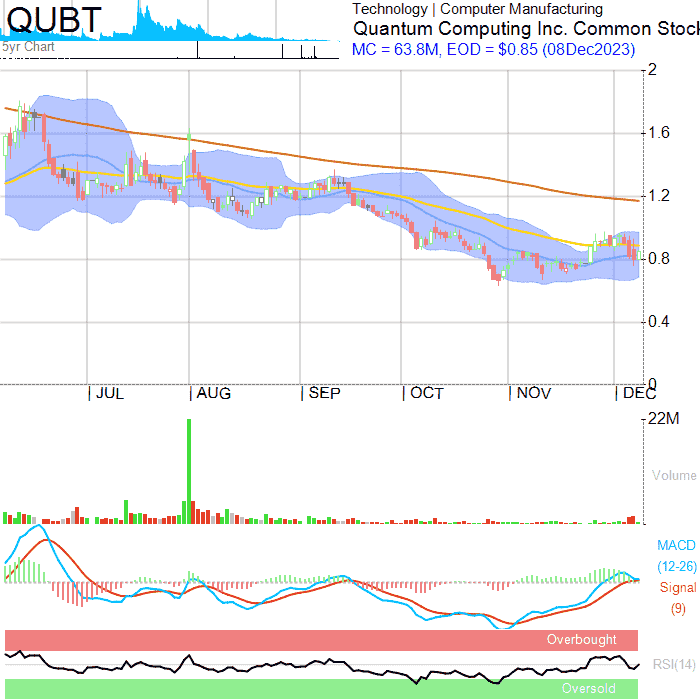 QUBT
5yr Chart
Technology | Computer Manufacturing
Quantum Computing Inc. Common Stock
MC = 63.8M, EOD = $0.85 (08Dec2023)
2
1.6
1.2
0.8
0.4
0
JUL
AUG
SEP
OCT
NOV
DEC
22M
Volume
MACD
(12-26)
Signal
(9)
Overbought
RSI(14)
Oversold